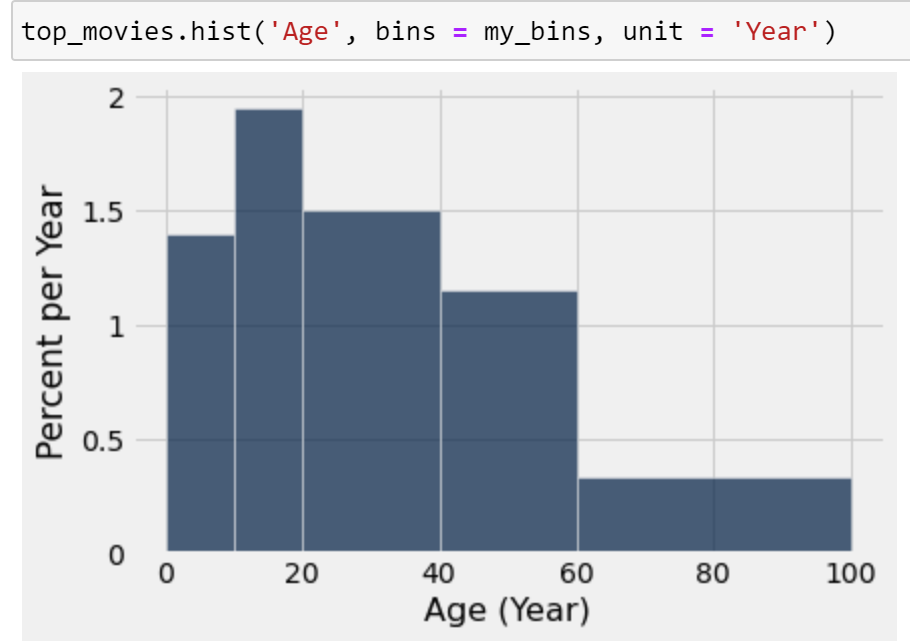 top_movies.hist('Age', bins = my_bins, unit = 'Year')
2
1.5
1
0.5
0
Percent per Year
0 20 40 60 80 100
Age (Year)